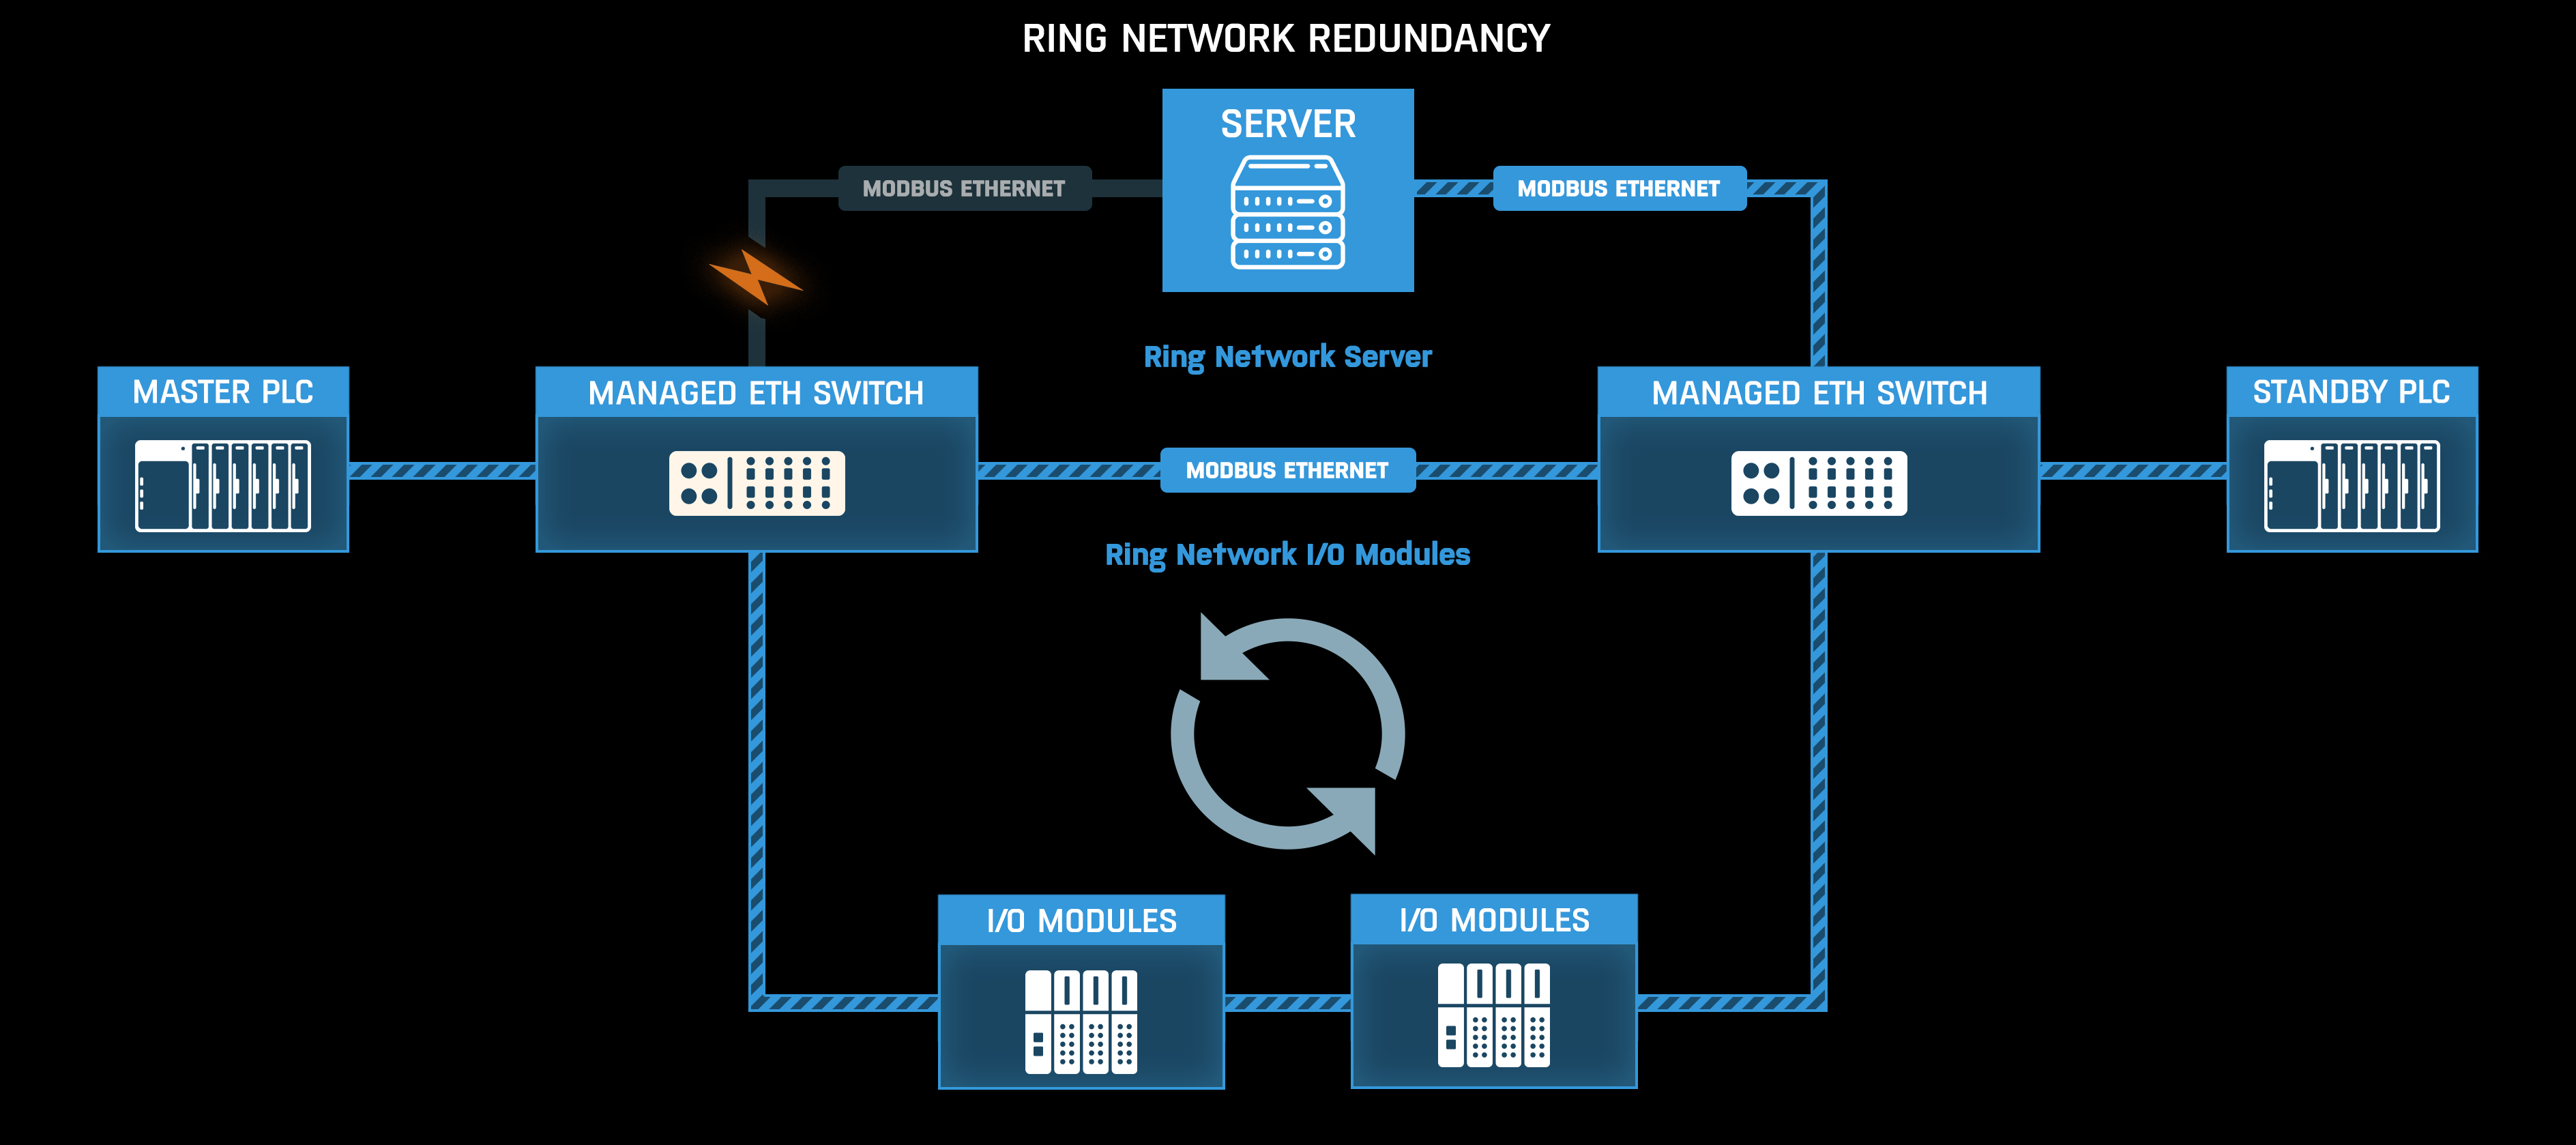 RING NETWORK REDUNDANCY
SERVER
MODBUS ETHERNET
MODBUS ETHERNET
Ring Network Server
MASTER PLC
MANAGED ETH SWITCH
MANAGED ETH SWITCH
STANDBY PLC
MODBUS ETHERNET
Ring Network I/O Modules
I/O MODULES
I/O MODULES